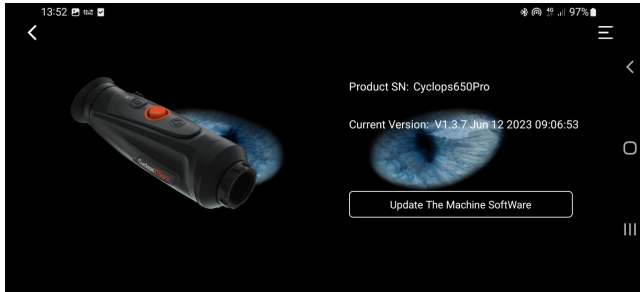 13:52
4G 97%
Product SN: Cyclops650Pro
Current Version: V1.3.7 Jun 12 2023 09:06:53
Update The Machine SoftWare